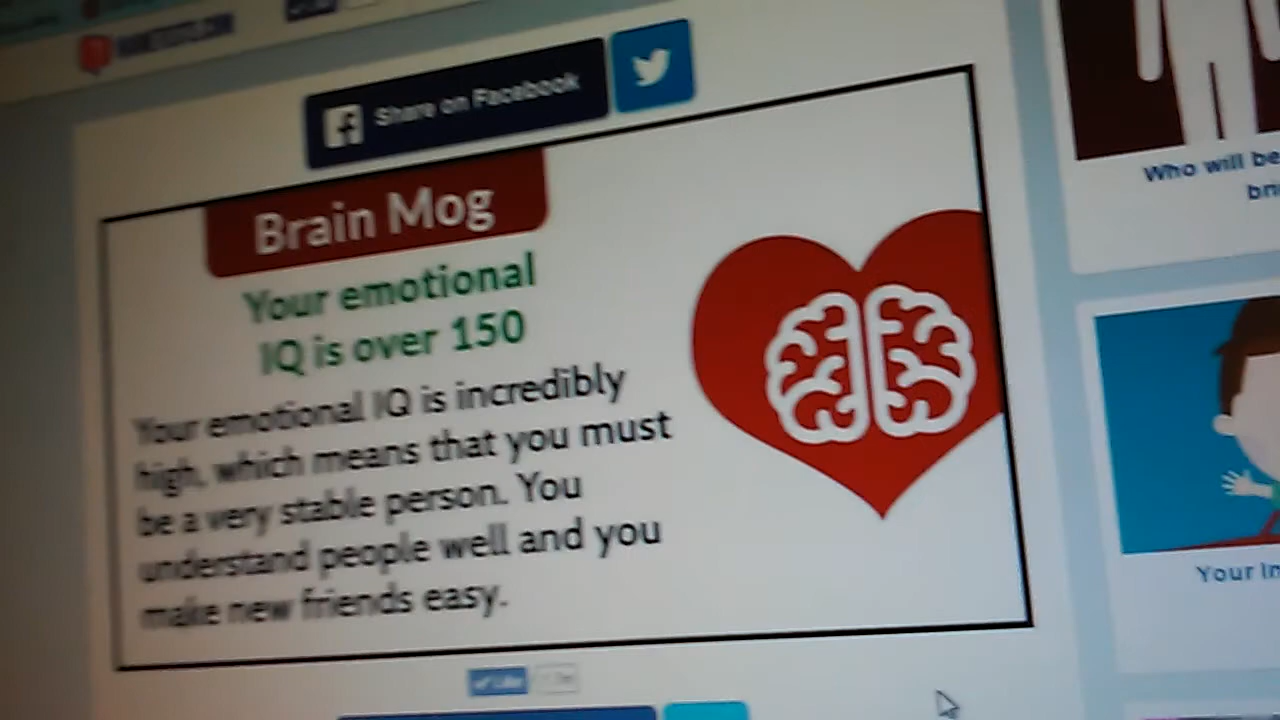 Share on Facebook
Brain Mog
Your emotional
IQ is over 150
Your emotional IQ is incredibly
high, which means that you must
be a very stable person. You
understand people well and you
make new friends easy.
Like
Who will be
bri
Your In